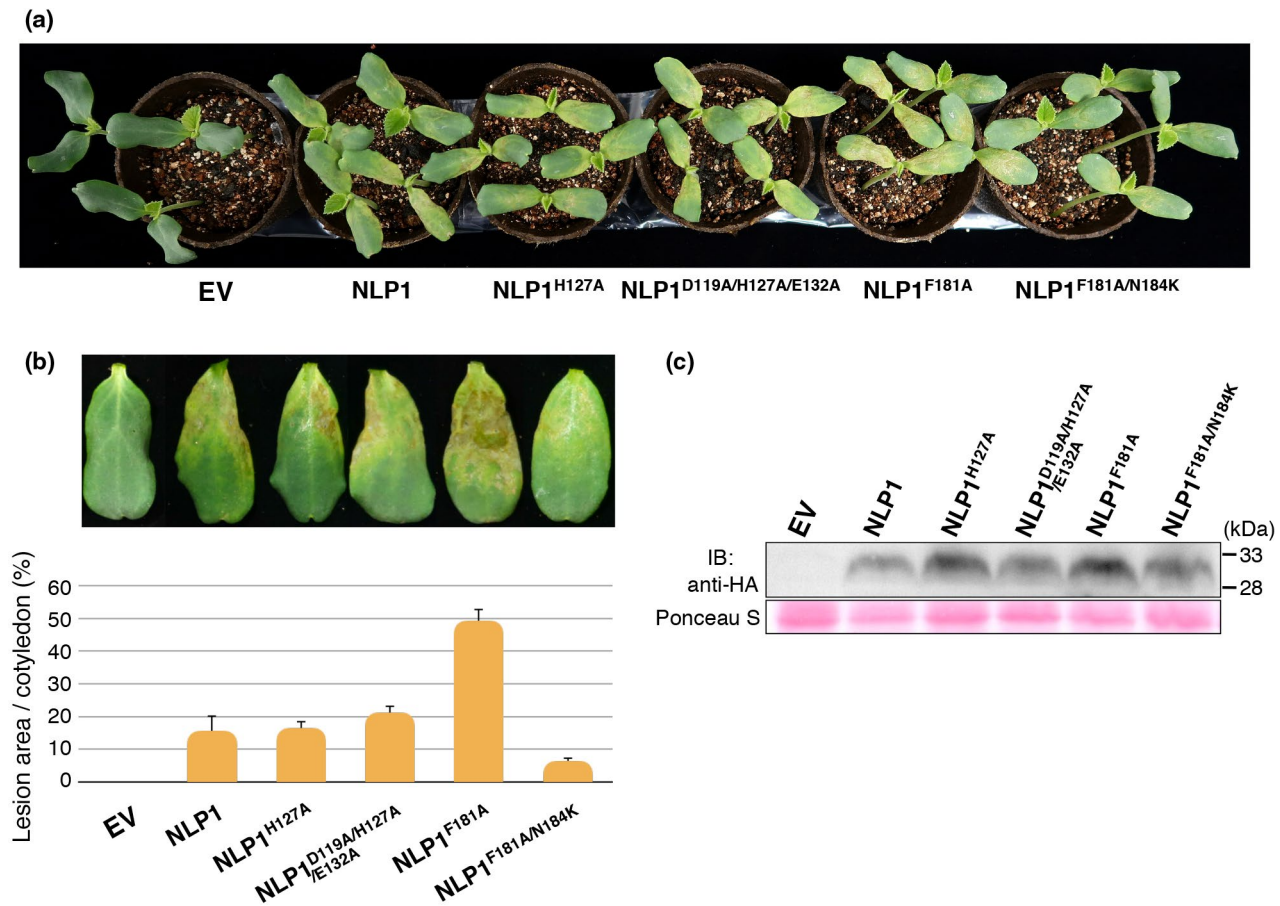 (a)
EV NLP1 NLP1H127A NLP1D119A/H127A/E132A NLP1F181A NLP1F181A/N184K
(b)
Lesion area / cotyledon (%)
60
50
40
30
20
10
0
EV
NLP1
NLP1H127A
NLP1D119A/H127A
/E132A
NLP1F181A
NLP1F181A/N184K
(c)
EV
NLP1
NLP1H127A
NLP1D119A/H127A
/E132A
NLP1F181A
NLP1F181A/N184K
(kDa)
IB:
anti-HA
33
28
Ponceau S